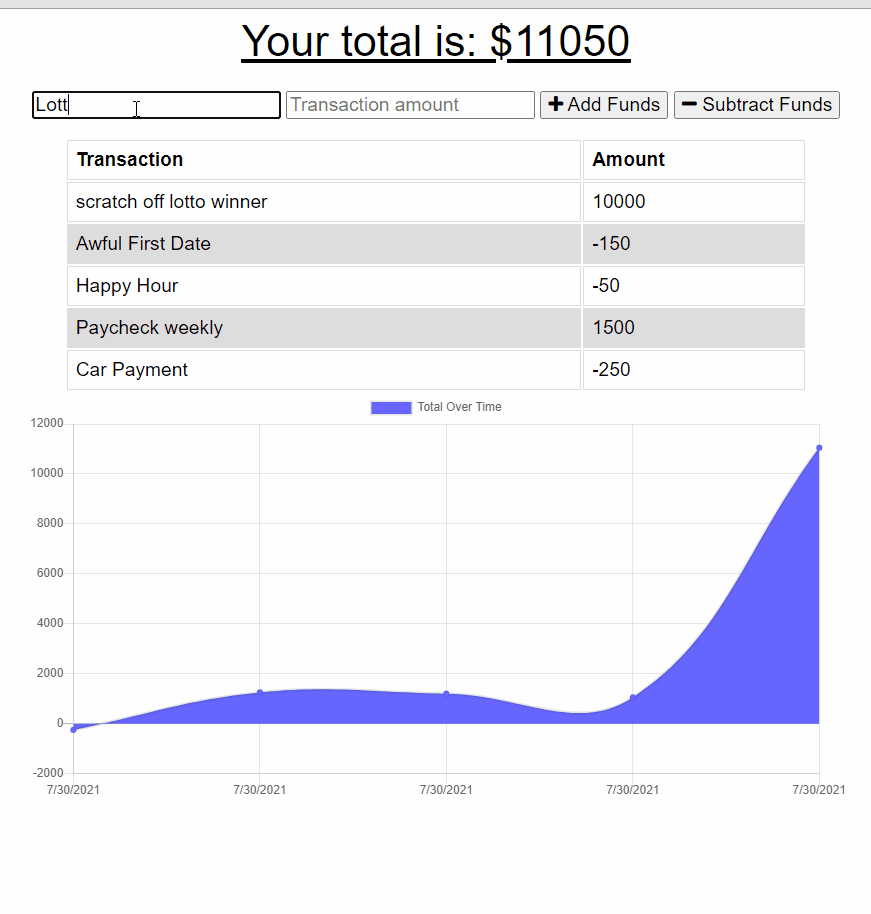 Your total is: $11050
Lott Transaction amount Add Funds Subtract Funds
Transaction Amount
scratch off lotto winner 10000
Awful First Date -150
Happy Hour -50
Paycheck weekly 1500
Car Payment -250
Total Over Time
12000
10000
8000
6000
4000
2000
0
-2000
7/30/2021 7/30/2021 7/30/2021 7/30/2021 7/30/2021